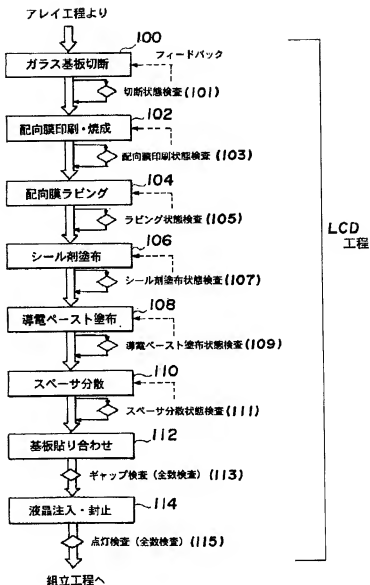 アレイ工程より
100
ガラス基板切断
フィードバック
切断状態検査(101)
102
配向膜印刷・焼成
配向膜印刷状態検査(103)
104
配向膜ラビング
ラビング状態検査(105)
LCD
工程
106
シール剤塗布
シール剤塗布状態検査(107)
108
導電ペースト塗布
導電ペースト塗布状態検査(109)
110
スペーサ分散
スペーサ分散状態検査(111)
112
基板貼り合わせ
ギャップ検査(全数検査)(113)
114
液晶注入・封止
点灯検査(全数検査)(115)
組立工程へ